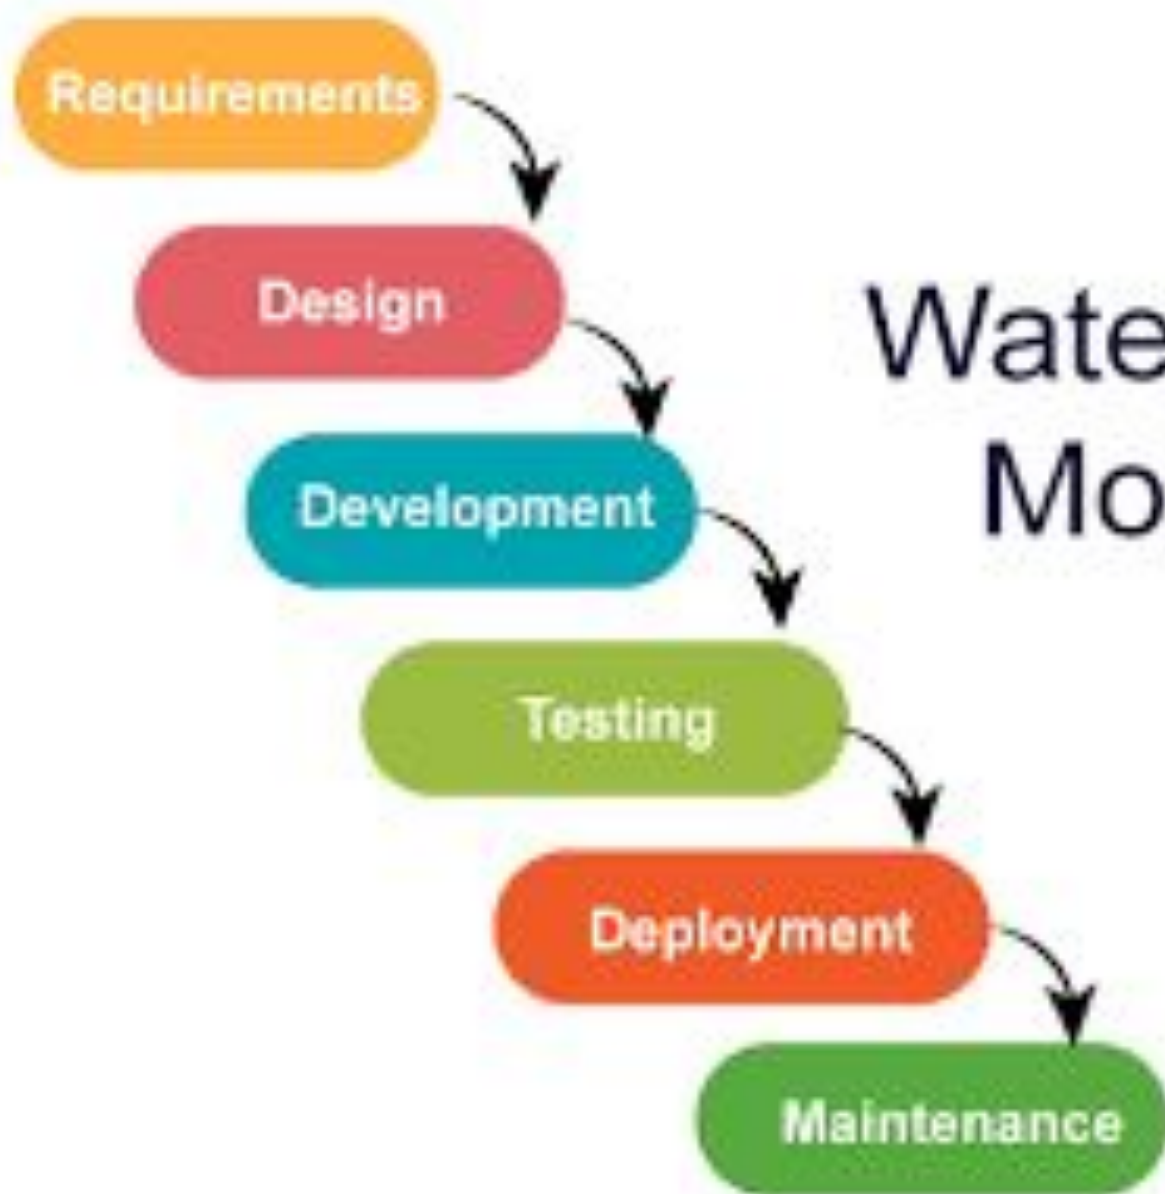 Requirements
Design
Wate
Development
Mo
Testing
Deployment
Maintenance